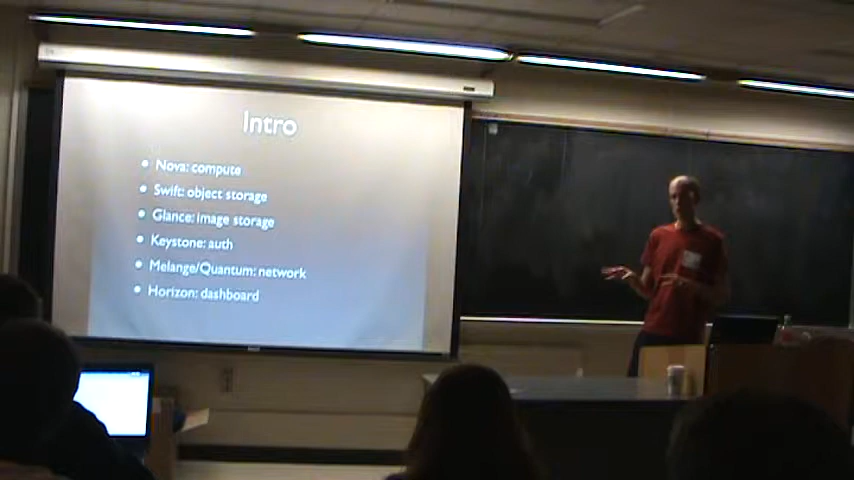 Intro
• Nova: compute
• Swift: object storage
• Glance: image storage
• Keystone: auth
• Melange/Quantum: network
• Horizon: dashboard